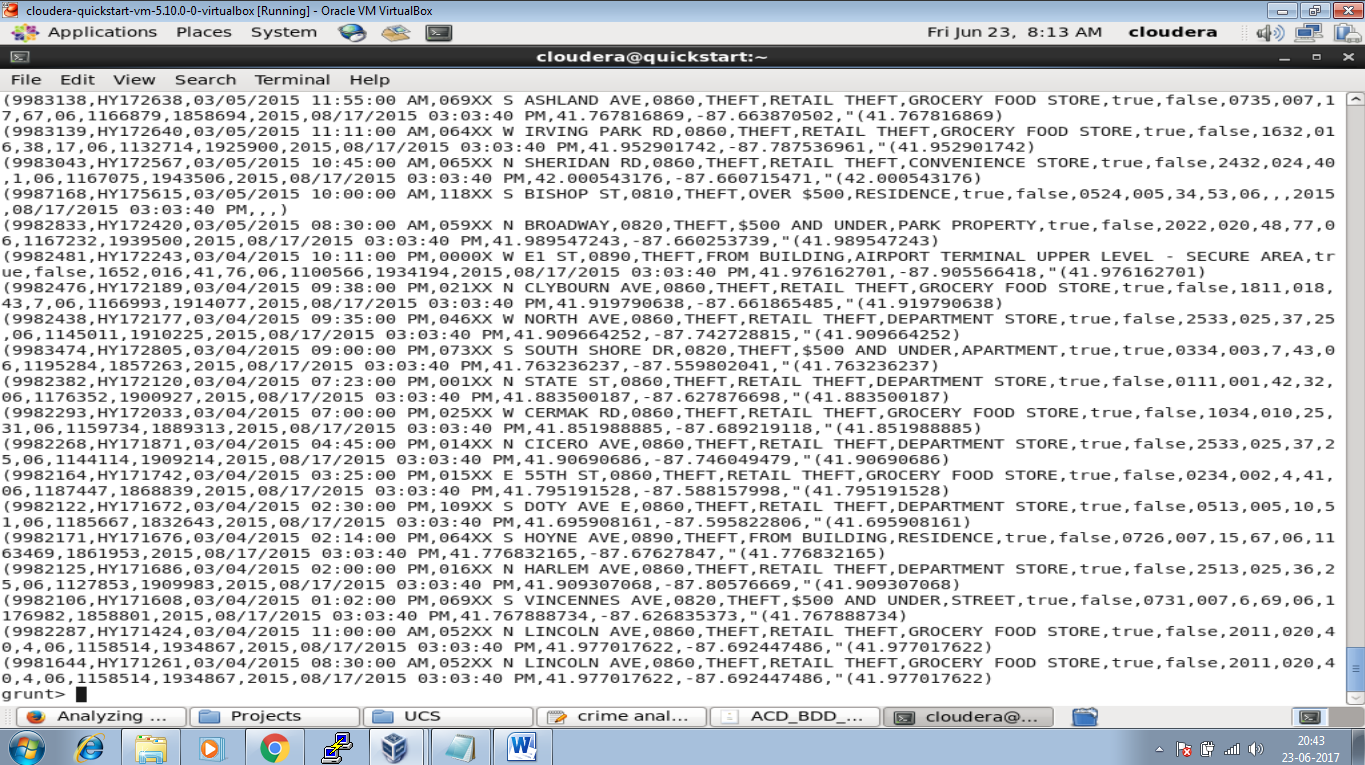 cloudera-quickstart-vm-5.10.0-0-virtualbox [Running] - Oracle VM VirtualBox
Applications Places System Fri Jun 23, 8:13 AM cloudera
cloudera@quickstart:~
File Edit View Search Terminal Help
(9983138,HY172638,03/05/2015 11:55:00 AM,069XX S ASHLAND AVE,0860,THEFT,RETAIL THEFT,GROCERY FOOD STORE,true,false,0735,007,1
7,67,06,1166879,1858694,2015,08/17/2015 03:03:40 PM,41.767816869,-87.663870502,"(41.767816869)
(9983139,HY172640,03/05/2015 11:11:00 AM,064XX W IRVING PARK RD,0860,THEFT,RETAIL THEFT,GROCERY FOOD STORE,true,false,1632,01
6,38,17,06,1132714,1925900,2015,08/17/2015 03:03:40 PM,41.952901742,-87.787536961,"(41.952901742)
(9983043,HY172567,03/05/2015 10:45:00 AM,065XX N SHERIDAN RD,0860,THEFT,RETAIL THEFT,CONVENIENCE STORE,true,false,2432,024,40
,1,06,1167075,1943506,2015,08/17/2015 03:03:40 PM,42.000543176,-87.660715471,"(42.000543176)
(9987168,HY175615,03/05/2015 10:00:00 AM,118XX S BISHOP ST,0810,THEFT,OVER $500,RESIDENCE,true,false,0524,005,34,53,06,,,2015
,08/17/2015 03:03:40 PM,,,)
(9982833,HY172420,03/05/2015 08:30:00 AM,059XX N BROADWAY,0820,THEFT,$500 AND UNDER,PARK PROPERTY,true,false,2022,020,48,77,0
6,1167232,1939500,2015,08/17/2015 03:03:40 PM,41.989547243,-87.660253739,"(41.989547243)
(9982481,HY172243,03/04/2015 10:11:00 PM,0000X W E1 ST,0890,THEFT,FROM BUILDING,AIRPORT TERMINAL UPPER LEVEL - SECURE AREA,tr
ue,false,1652,016,41,76,06,1100566,1934194,2015,08/17/2015 03:03:40 PM,41.976162701,-87.905566418,"(41.976162701)
(9982476,HY172189,03/04/2015 09:38:00 PM,021XX N CLYBOURN AVE,0860,THEFT,RETAIL THEFT,GROCERY FOOD STORE,true,false,1811,018,
43,7,06,1166993,1914077,2015,08/17/2015 03:03:40 PM,41.919790638,-87.661865485,"(41.919790638)
(9982438,HY172177,03/04/2015 09:35:00 PM,046XX W NORTH AVE,0860,THEFT,RETAIL THEFT,DEPARTMENT STORE,true,false,2533,025,37,25
,06,1145011,1910225,2015,08/17/2015 03:03:40 PM,41.909664252,-87.742728815,"(41.909664252)
(9983474,HY172805,03/04/2015 09:00:00 PM,073XX S SOUTH SHORE DR,0820,THEFT,$500 AND UNDER,APARTMENT,true,true,0334,003,7,43,0
6,1195284,1857263,2015,08/17/2015 03:03:40 PM,41.763236237,-87.559802041,"(41.763236237)
(9982382,HY172120,03/04/2015 07:23:00 PM,001XX N STATE ST,0860,THEFT,RETAIL THEFT,DEPARTMENT STORE,true,false,0111,001,42,32,
06,1176352,1900927,2015,08/17/2015 03:03:40 PM,41.883500187,-87.627876698,"(41.883500187)
(9982293,HY172033,03/04/2015 07:00:00 PM,025XX W CERMAK RD,0860,THEFT,RETAIL THEFT,GROCERY FOOD STORE,true,false,1034,010,25,
31,06,1159734,1889313,2015,08/17/2015 03:03:40 PM,41.851988885,-87.689219118,"(41.851988885)
(9982268,HY171871,03/04/2015 04:45:00 PM,014XX N CICERO AVE,0860,THEFT,RETAIL THEFT,DEPARTMENT STORE,true,false,2533,025,37,2
5,06,1144114,1909214,2015,08/17/2015 03:03:40 PM,41.90690686,-87.746049479,"(41.90690686)
(9982164,HY171742,03/04/2015 03:25:00 PM,015XX E 55TH ST,0860,THEFT,RETAIL THEFT,GROCERY FOOD STORE,true,false,0234,002,4,41,
06,1187447,1868839,2015,08/17/2015 03:03:40 PM,41.795191528,-87.588157998,"(41.795191528)
(9982122,HY171672,03/04/2015 02:30:00 PM,109XX S DOTY AVE E,0860,THEFT,RETAIL THEFT,DEPARTMENT STORE,true,false,0513,005,10,5
1,06,1185667,1832643,2015,08/17/2015 03:03:40 PM,41.695908161,-87.595822806,"(41.695908161)
(9982171,HY171676,03/04/2015 02:14:00 PM,064XX S HOYNE AVE,0890,THEFT,FROM BUILDING,RESIDENCE,true,false,0726,007,15,67,06,11
63469,1861953,2015,08/17/2015 03:03:40 PM,41.776832165,-87.67627847,"(41.776832165)
(9982125,HY171686,03/04/2015 02:00:00 PM,016XX N HARLEM AVE,0860,THEFT,RETAIL THEFT,DEPARTMENT STORE,true,false,2513,025,36,2
5,06,1127853,1909983,2015,08/17/2015 03:03:40 PM,41.909307068,-87.80576669,"(41.909307068)
(9982106,HY171608,03/04/2015 01:02:00 PM,069XX S VINCENNES AVE,0820,THEFT,$500 AND UNDER,STREET,true,false,0731,007,6,69,06,1
176982,1858801,2015,08/17/2015 03:03:40 PM,41.767888734,-87.626835373,"(41.767888734)
(9982287,HY171424,03/04/2015 11:00:00 AM,052XX N LINCOLN AVE,0860,THEFT,RETAIL THEFT,GROCERY FOOD STORE,true,false,2011,020,4
0,4,06,1158514,1934867,2015,08/17/2015 03:03:40 PM,41.977017622,-87.692447486,"(41.977017622)
(9981644,HY171261,03/04/2015 08:30:00 AM,052XX N LINCOLN AVE,0860,THEFT,RETAIL THEFT,GROCERY FOOD STORE,true,false,2011,020,4
0,4,06,1158514,1934867,2015,08/17/2015 03:03:40 PM,41.977017622,-87.692447486,"(41.977017622)
grunt>
Analyzing ... Projects UCS crime anal... ACD_BDD_... cloudera@...
20:43
23-06-2017